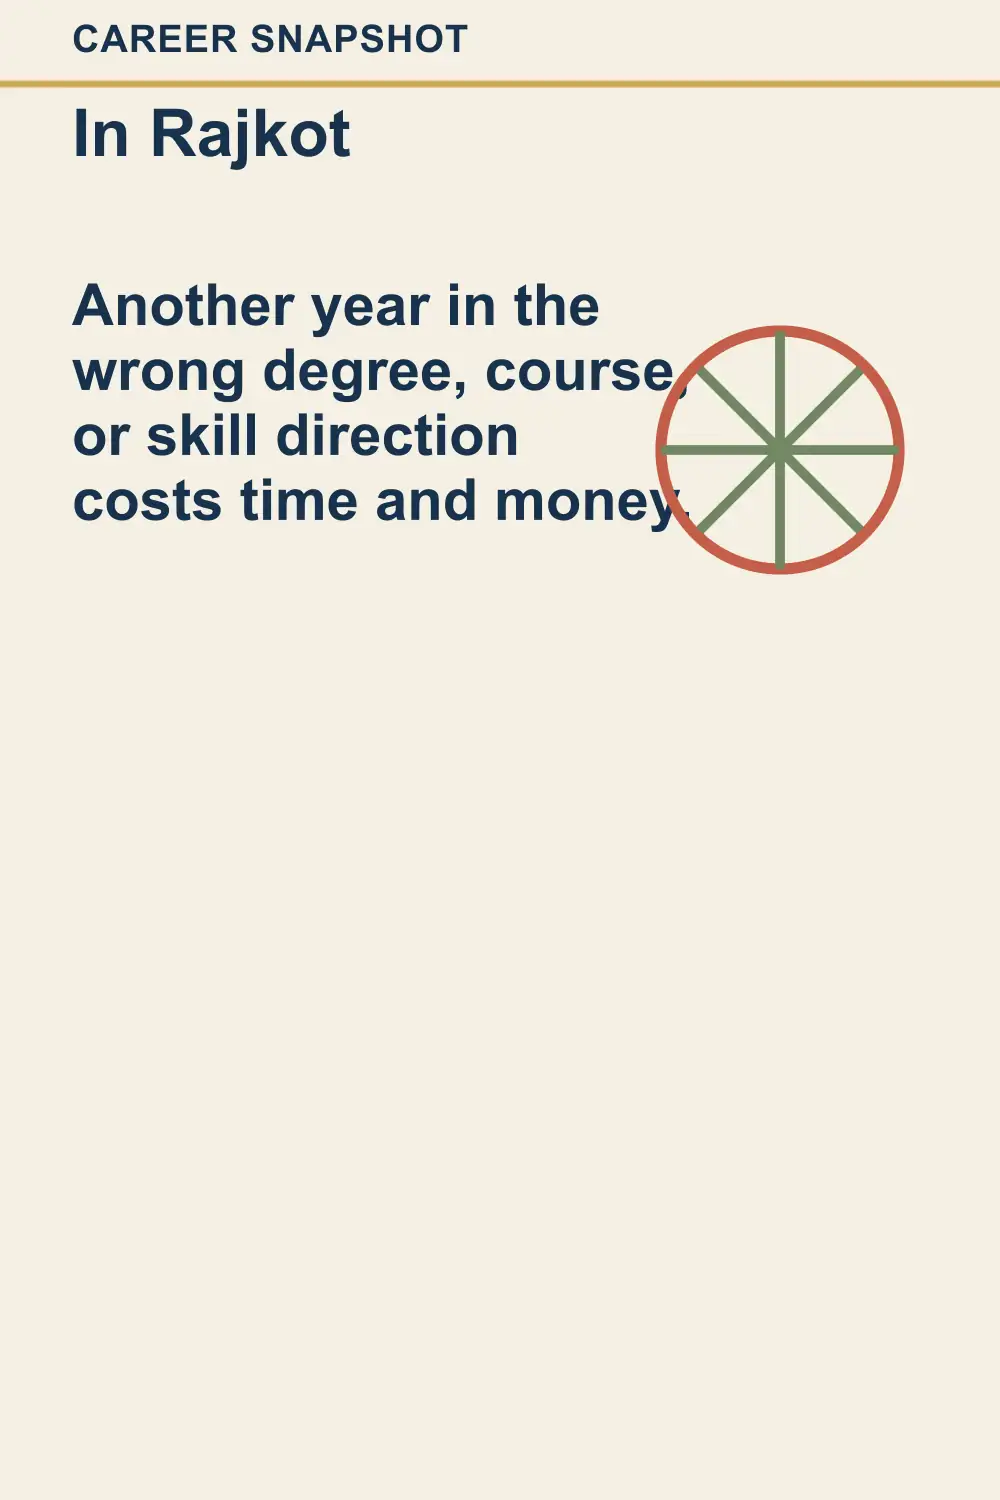 CAREER SNAPSHOT
In Rajkot
Another year in the
wrong degree, course,
or skill direction
costs time and money.